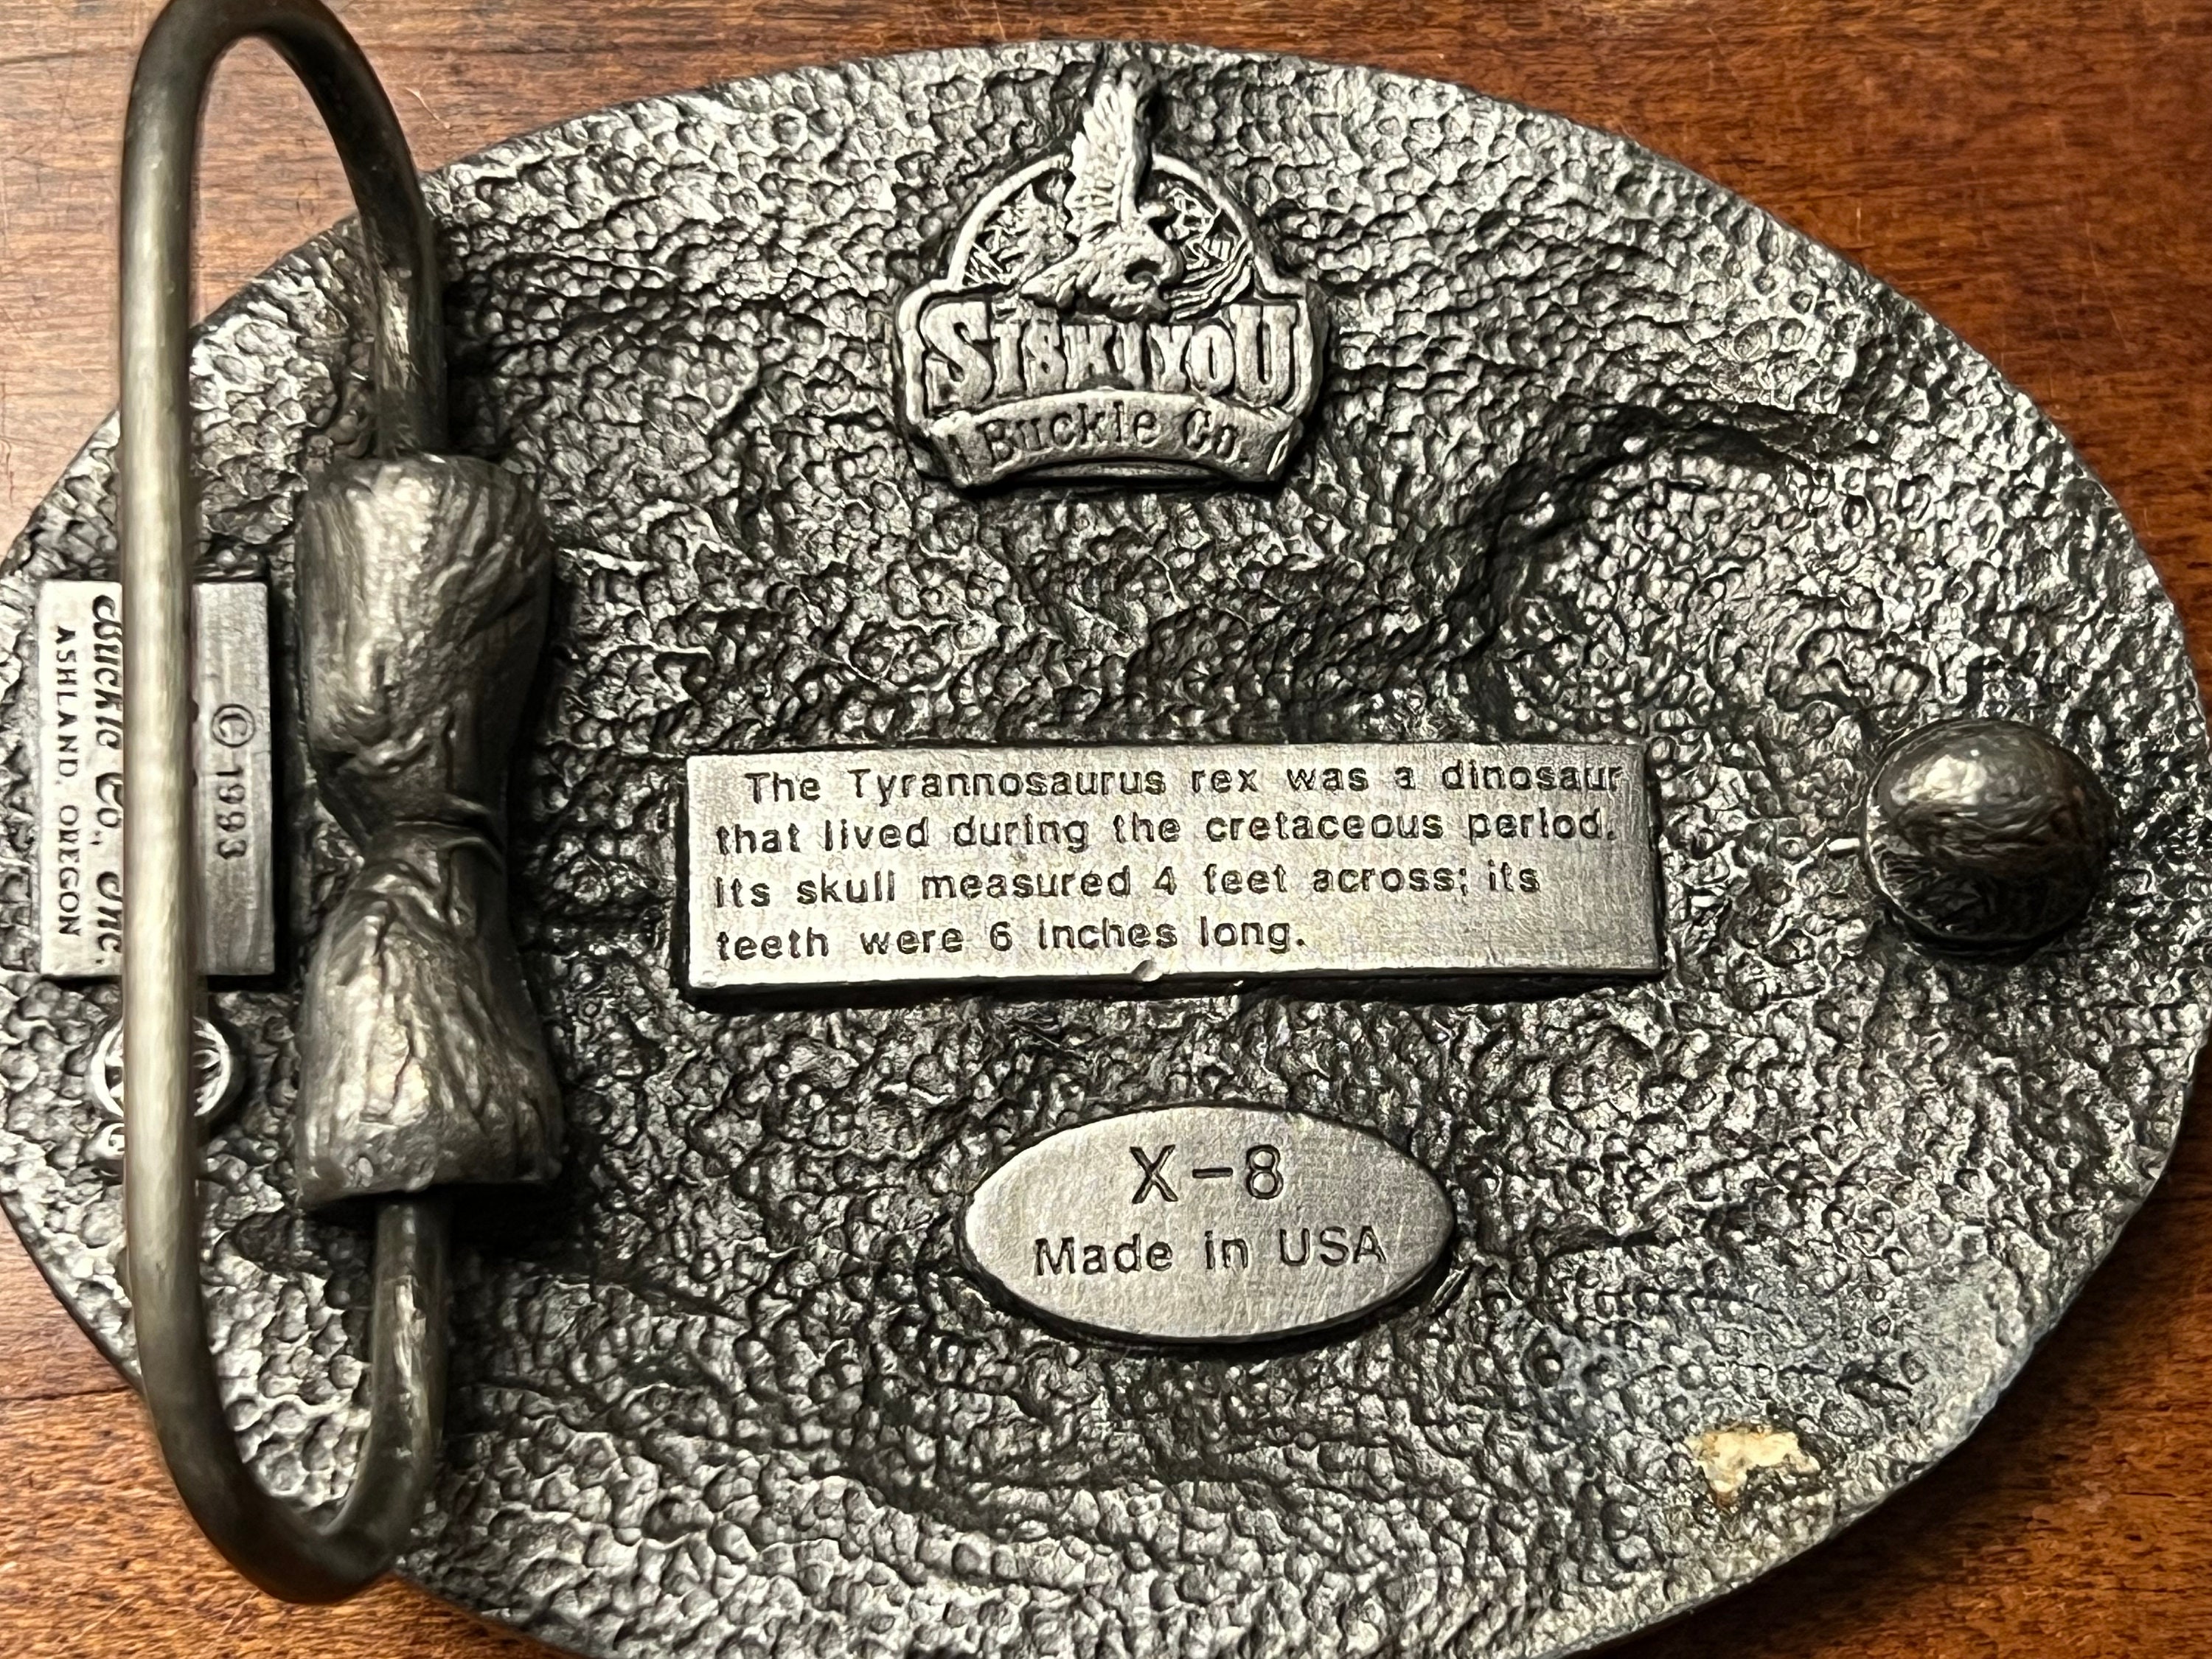 SISKIYOU
Buckle Co.
© 1993
Buckle Co., Inc.
ASHLAND, OREGON
The Tyrannosaurus rex was a dinosaur
that lived during the cretaceous period.
Its skull measured 4 feet across; its
teeth were 6 inches long.
X-8
Made in USA